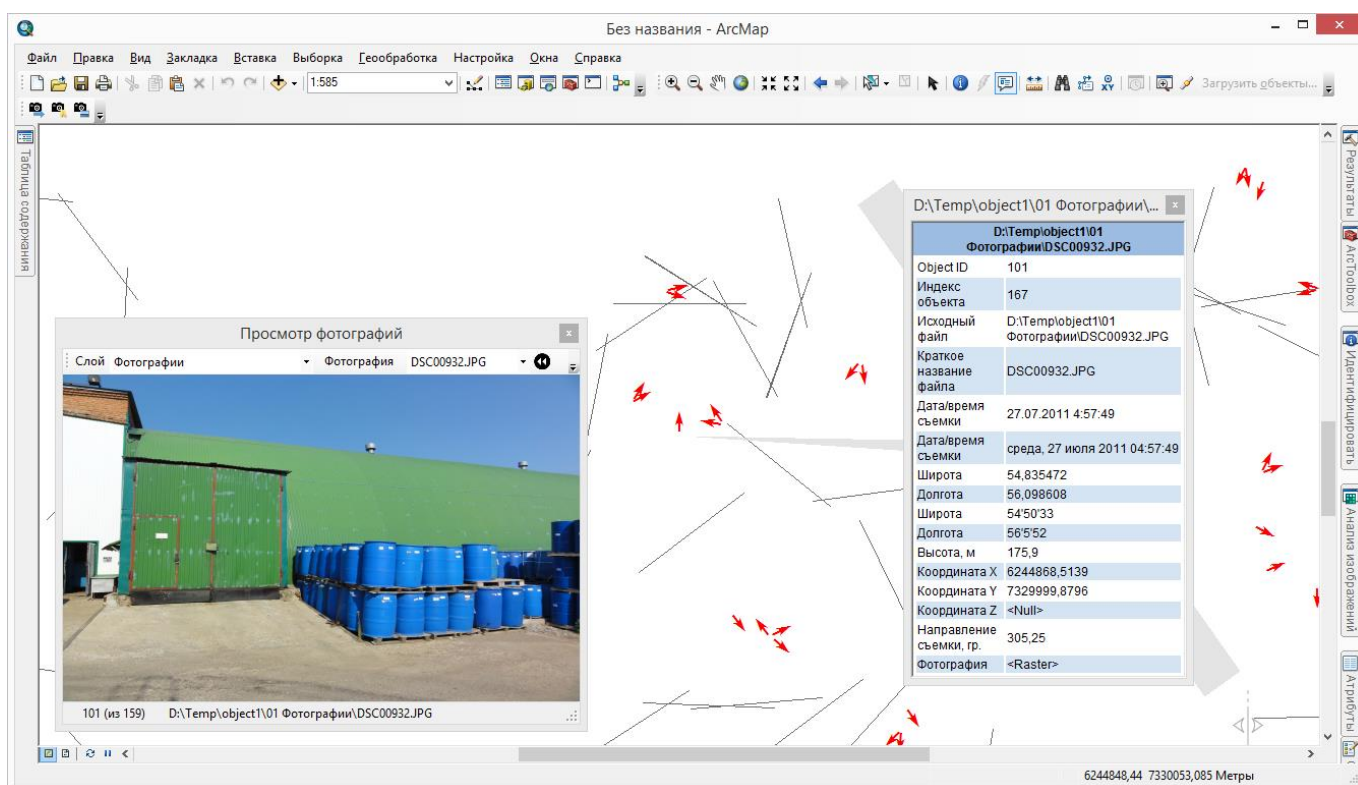 Без названия - ArcMap
Файл Правка Вид Закладка Вставка Выборка Геообработка Настройка Окна Справка
1:585
Загрузить объекты...
Таблица содержания
Просмотр фотографий
Слой Фотографии Фотография DSC00932.JPG
101 (из 159) D:\Temp\object1\01 Фотографии\DSC00932.JPG
D:\Temp\object1\01 Фотографии\...
D:\Temp\object1\01
Фотографии\DSC00932.JPG
Object ID 101
Индекс
объекта 167
Исходный D:\Temp\object1\01
файл Фотографии\DSC00932.JPG
Краткое
название DSC00932.JPG
файла
Дата/время
съемки 27.07.2011 4:57:49
Дата/время
съемки среда, 27 июля 2011 04:57:49
Широта 54,835472
Долгота 56,098608
Широта 54'50'33
Долгота 56'5'52
Высота, м 175,9
Координата X 6244868,5139
Координата Y 7329999,8796
Координата Z <Null>
Направление
съемки, гр. 305,25
Фотография <Raster>
Результаты
ArcToolbox
Идентифицировать
Анализ изображений
Атрибуты
6244848,44 7330053,085 Метры